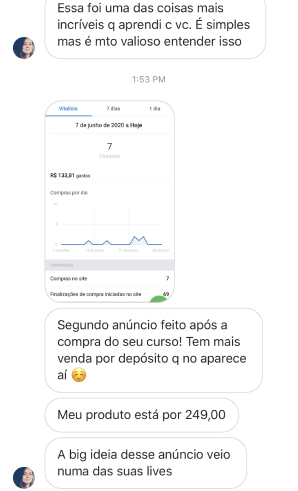 Essa foi uma das coisas mais
incríveis q aprendi c vc. É simples
mas é mto valioso entender isso
1:53 PM
Vitalício 7 dias 1 dia
7 de junho de 2020 a Hoje
7
Compras
R$ 133,81 gastos
Compras por dia
10
5
0
Compras no site 7
Finalizações de compra iniciadas no site 69
Segundo anúncio feito após a
compra do seu curso! Tem mais
venda por depósito q no aparece
aí ☺️
Meu produto está por 249,00
A big ideia desse anúncio veio
numa das suas lives